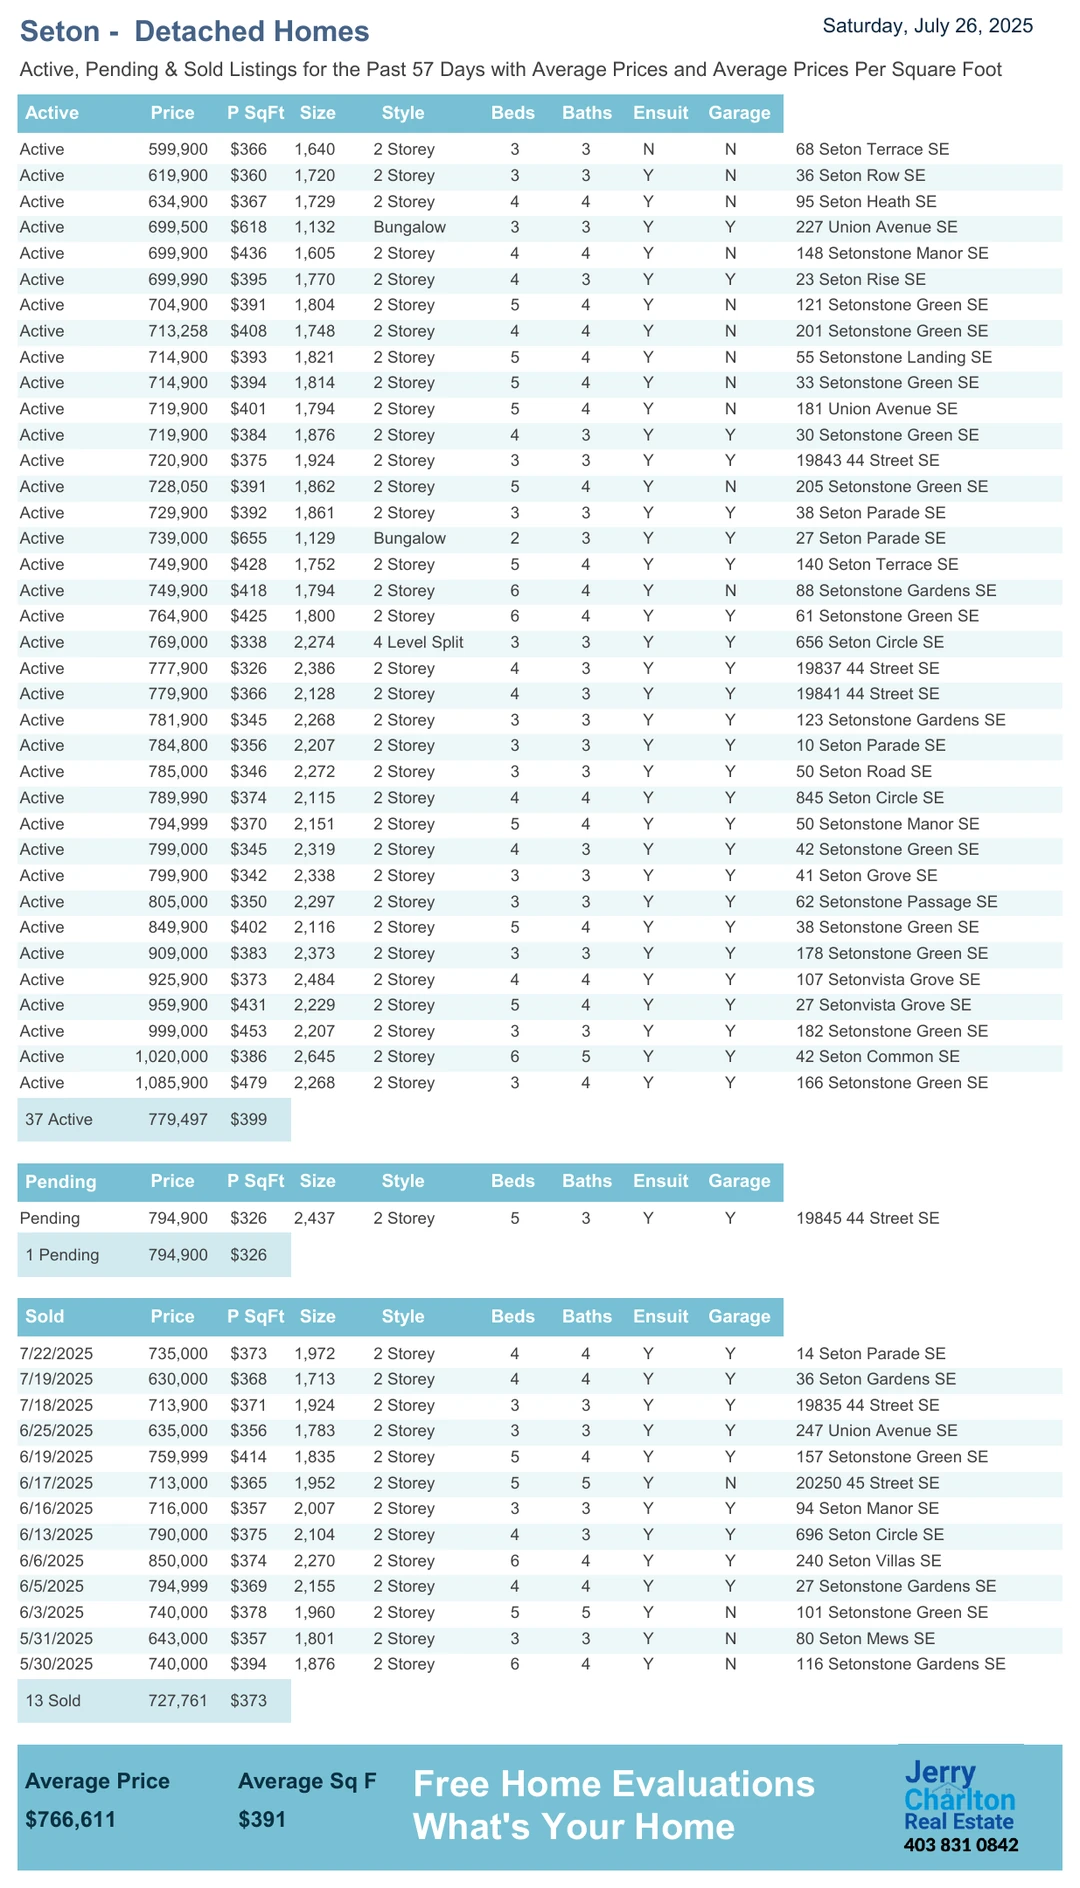 Seton - Detached Homes
Saturday, July 26, 2025
Active, Pending & Sold Listings for the Past 57 Days with Average Prices and Average Prices Per Square Foot
Active Price P SqFt Size Style Beds Baths Ensuit Garage
Active 599,900 $366 1,640 2 Storey 3 3 N N 68 Seton Terrace SE
Active 619,900 $360 1,720 2 Storey 3 3 Y N 36 Seton Row SE
Active 634,900 $367 1,729 2 Storey 4 4 Y N 95 Seton Heath SE
Active 699,500 $618 1,132 Bungalow 3 3 Y Y 227 Union Avenue SE
Active 699,900 $436 1,605 2 Storey 4 4 Y N 148 Setonstone Manor SE
Active 699,990 $395 1,770 2 Storey 4 3 Y Y 23 Seton Rise SE
Active 704,900 $391 1,804 2 Storey 5 4 Y N 121 Setonstone Green SE
Active 713,258 $408 1,748 2 Storey 4 4 Y N 201 Setonstone Green SE
Active 714,900 $393 1,821 2 Storey 5 4 Y N 55 Setonstone Landing SE
Active 714,900 $394 1,814 2 Storey 5 4 Y N 33 Setonstone Green SE
Active 719,900 $401 1,794 2 Storey 5 4 Y N 181 Union Avenue SE
Active 719,900 $384 1,876 2 Storey 4 3 Y Y 30 Setonstone Green SE
Active 720,900 $375 1,924 2 Storey 3 3 Y Y 19843 44 Street SE
Active 728,050 $391 1,862 2 Storey 5 4 Y N 205 Setonstone Green SE
Active 729,900 $392 1,861 2 Storey 3 3 Y Y 38 Seton Parade SE
Active 739,000 $655 1,129 Bungalow 2 3 Y Y 27 Seton Parade SE
Active 749,900 $428 1,752 2 Storey 5 4 Y Y 140 Seton Terrace SE
Active 749,900 $418 1,794 2 Storey 6 4 Y N 88 Setonstone Gardens SE
Active 764,900 $425 1,800 2 Storey 6 4 Y Y 61 Setonstone Green SE
Active 769,000 $338 2,274 4 Level Split 3 3 Y Y 656 Seton Circle SE
Active 777,900 $326 2,386 2 Storey 4 3 Y Y 19837 44 Street SE
Active 779,900 $366 2,128 2 Storey 4 3 Y Y 19841 44 Street SE
Active 781,900 $345 2,268 2 Storey 3 3 Y Y 123 Setonstone Gardens SE
Active 784,800 $356 2,207 2 Storey 3 3 Y Y 10 Seton Parade SE
Active 785,000 $346 2,272 2 Storey 3 3 Y Y 50 Seton Road SE
Active 789,990 $374 2,115 2 Storey 4 4 Y Y 845 Seton Circle SE
Active 794,999 $370 2,151 2 Storey 5 4 Y Y 50 Setonstone Manor SE
Active 799,000 $345 2,319 2 Storey 4 3 Y Y 42 Setonstone Green SE
Active 799,900 $342 2,338 2 Storey 3 3 Y Y 41 Seton Grove SE
Active 805,000 $350 2,297 2 Storey 3 3 Y Y 62 Setonstone Passage SE
Active 849,900 $402 2,116 2 Storey 5 4 Y Y 38 Setonstone Green SE
Active 909,000 $383 2,373 2 Storey 3 3 Y Y 178 Setonstone Green SE
Active 925,900 $373 2,484 2 Storey 4 4 Y Y 107 Setonvista Grove SE
Active 959,900 $431 2,229 2 Storey 5 4 Y Y 27 Setonvista Grove SE
Active 999,000 $453 2,207 2 Storey 3 3 Y Y 182 Setonstone Green SE
Active 1,020,000 $386 2,645 2 Storey 6 5 Y Y 42 Seton Common SE
Active 1,085,900 $479 2,268 2 Storey 3 4 Y Y 166 Setonstone Green SE
37 Active 779,497 $399
Pending Price P SqFt Size Style Beds Baths Ensuit Garage
Pending 794,900 $326 2,437 2 Storey 5 3 Y Y 19845 44 Street SE
1 Pending 794,900 $326
Sold Price P SqFt Size Style Beds Baths Ensuit Garage
7/22/2025 735,000 $373 1,972 2 Storey 4 4 Y Y 14 Seton Parade SE
7/19/2025 630,000 $368 1,713 2 Storey 4 4 Y Y 36 Seton Gardens SE
7/18/2025 713,900 $371 1,924 2 Storey 3 3 Y Y 19835 44 Street SE
6/25/2025 635,000 $356 1,783 2 Storey 3 3 Y Y 247 Union Avenue SE
6/19/2025 759,999 $414 1,835 2 Storey 5 4 Y Y 157 Setonstone Green SE
6/17/2025 713,000 $365 1,952 2 Storey 5 5 Y N 20250 45 Street SE
6/16/2025 716,000 $357 2,007 2 Storey 3 3 Y Y 94 Seton Manor SE
6/13/2025 790,000 $375 2,104 2 Storey 4 3 Y Y 696 Seton Circle SE
6/6/2025 850,000 $374 2,270 2 Storey 6 4 Y Y 240 Seton Villas SE
6/5/2025 794,999 $369 2,155 2 Storey 4 4 Y Y 27 Setonstone Gardens SE
6/3/2025 740,000 $378 1,960 2 Storey 5 5 Y N 101 Setonstone Green SE
5/31/2025 643,000 $357 1,801 2 Storey 3 3 Y N 80 Seton Mews SE
5/30/2025 740,000 $394 1,876 2 Storey 6 4 Y N 116 Setonstone Gardens SE
13 Sold 727,761 $373
Average Price Average Sq F
$766,611 $391
Free Home Evaluations
What's Your Home
Jerry
Charlton
Real Estate
403 831 0842